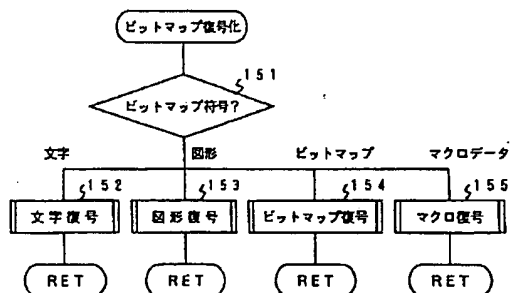 ビットマップ復号化
151
ビットマップ符号?
文字 図形 ビットマップ マクロデータ
152 153 154 155
文字復号 図形復号 ビットマップ復号 マクロ復号
RET RET RET RET